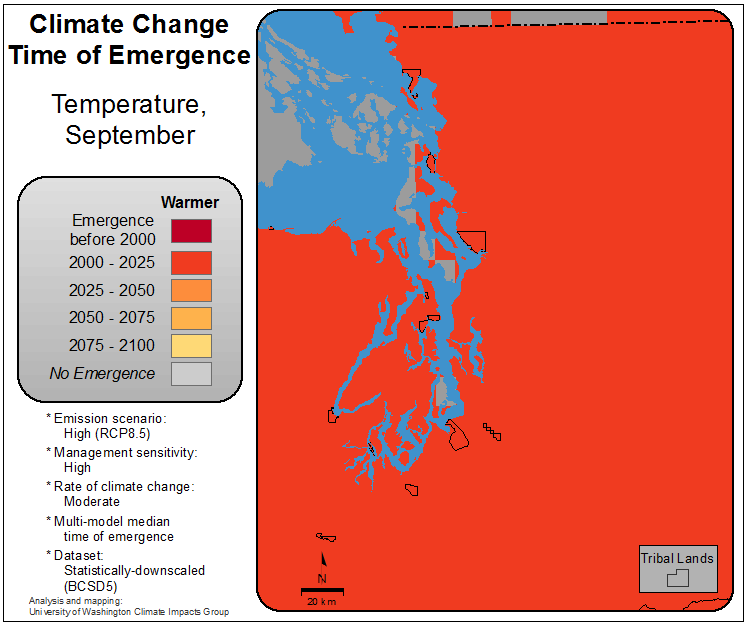 Climate Change
Time of Emergence
Temperature,
September
Warmer
Emergence
before 2000
2000 - 2025
2025 - 2050
2050 - 2075
2075 - 2100
No Emergence
* Emission scenario:
High (RCP8.5)
* Management sensitivity:
High
* Rate of climate change:
Moderate
* Multi-model median
time of emergence
* Dataset:
Statistically-downscaled
(BCSD5)
Analysis and mapping:
University of Washington Climate Impacts Group
N
20 km
Tribal Lands